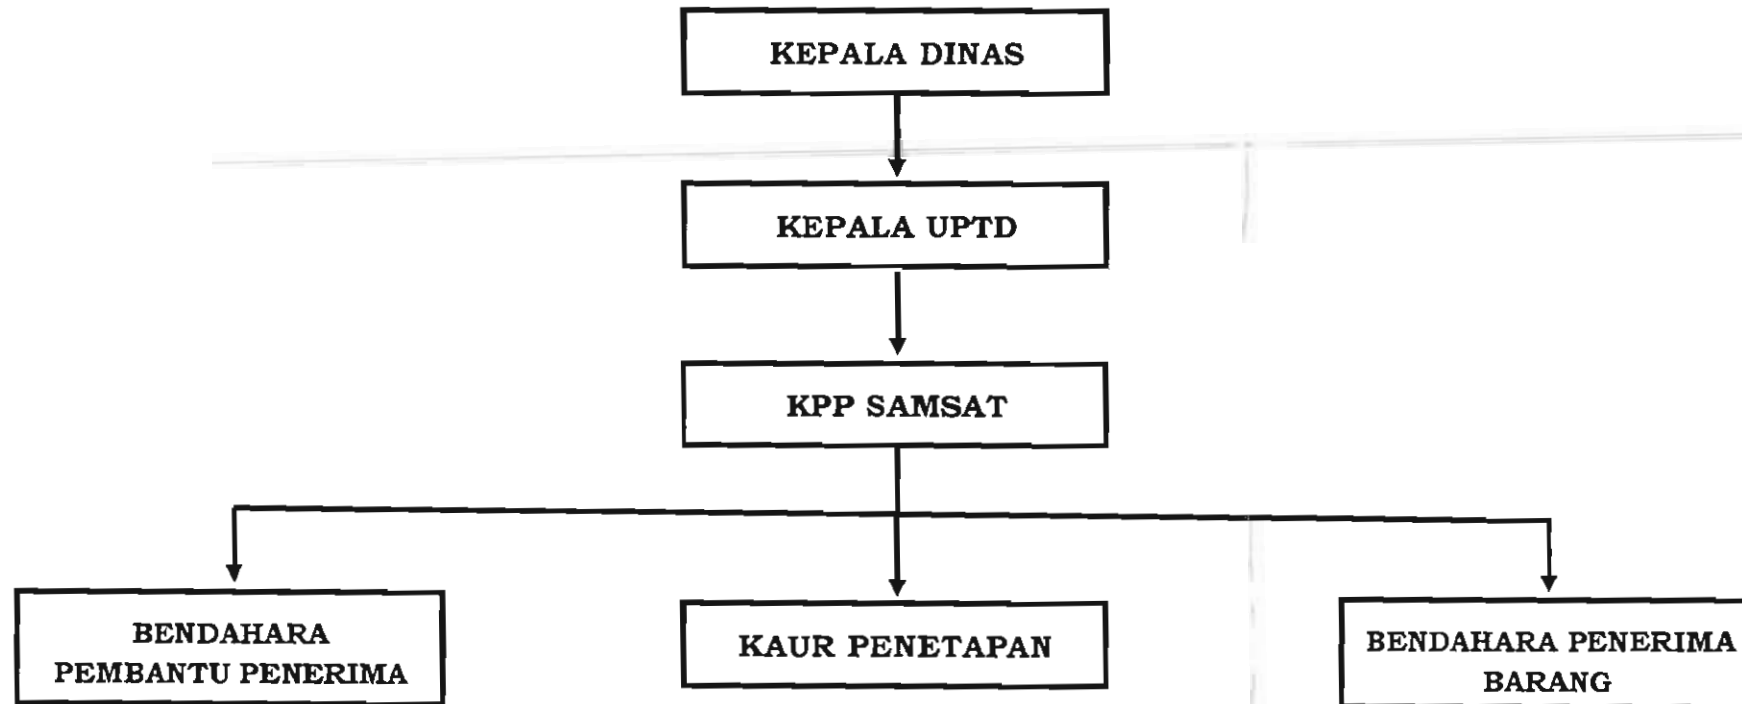 KEPALA DINAS
KEPALA UPTD
KPP SAMSAT
BENDAHARA
PEMBANTU PENERIMA
KAUR PENETAPAN
BENDAHARA PENERIMA
BARANG